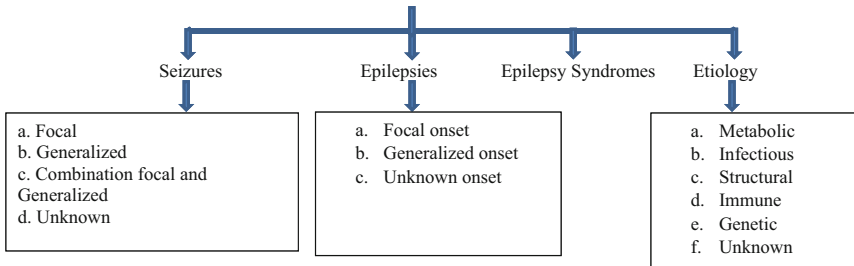 Seizures
Epilepsies
Epilepsy Syndromes
Etiology
a. Focal
b. Generalized
c. Combination focal and
Generalized
d. Unknown
a. Focal onset
b. Generalized onset
c. Unknown onset
a. Metabolic
b. Infectious
c. Structural
d. Immune
e. Genetic
f. Unknown